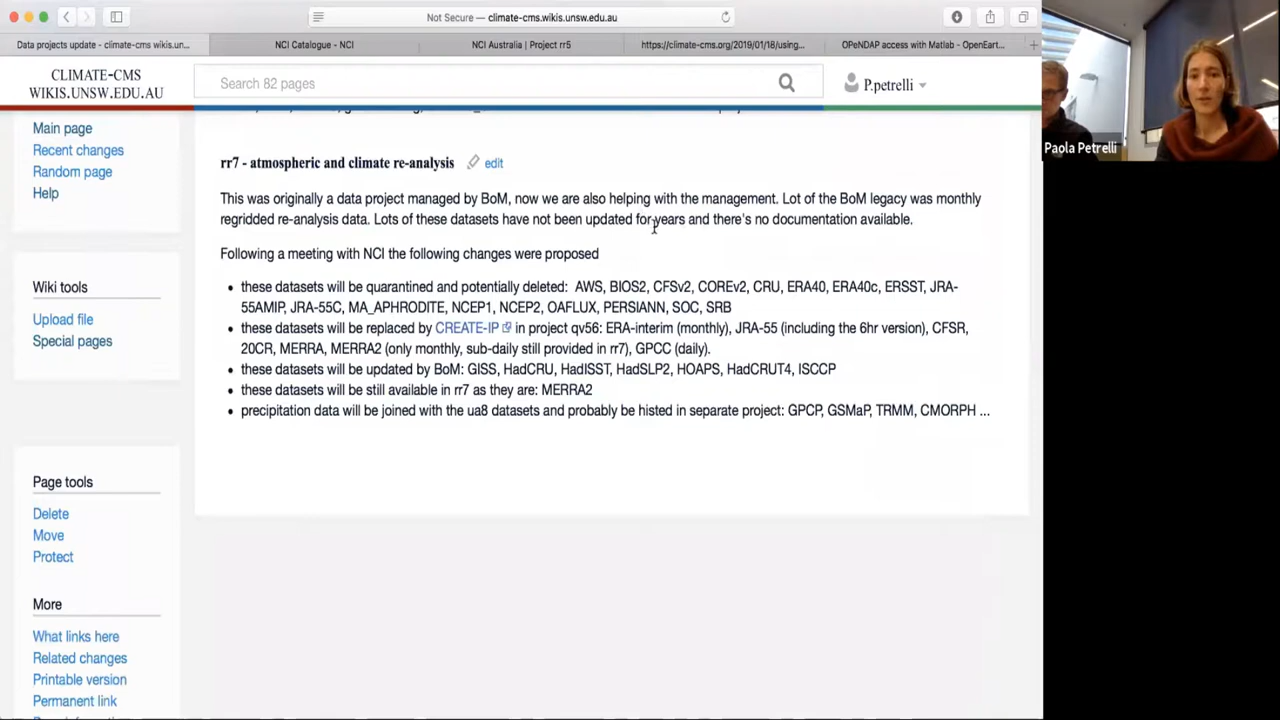 Not Secure — climate-cms.wikis.unsw.edu.au
Data projects update - climate-cms wikis.un...
NCI Catalogue - NCI
NCI Australia | Project rr5
https://climate-cms.org/2019/01/18/using...
OPeNDAP access with Matlab - OpenEart...
CLIMATE-CMS
WIKIS.UNSW.EDU.AU
Search 82 pages
P.petrelli
Paola Petrelli
Main page
Recent changes
Random page
Help
Wiki tools
Upload file
Special pages
Page tools
Delete
Move
Protect
More
What links here
Related changes
Printable version
Permanent link
rr7 - atmospheric and climate re-analysis edit
This was originally a data project managed by BoM, now we are also helping with the management. Lot of the BoM legacy was monthly
regridded re-analysis data. Lots of these datasets have not been updated for years and there's no documentation available.
Following a meeting with NCI the following changes were proposed
• these datasets will be quarantined and potentially deleted: AWS, BIOS2, CFSv2, COREv2, CRU, ERA40, ERA40c, ERSST, JRA-
55AMIP, JRA-55C, MA_APHRODITE, NCEP1, NCEP2, OAFLUX, PERSIANN, SOC, SRB
• these datasets will be replaced by CREATE-IP in project qv56: ERA-interim (monthly), JRA-55 (including the 6hr version), CFSR,
20CR, MERRA, MERRA2 (only monthly, sub-daily still provided in rr7), GPCC (daily).
• these datasets will be updated by BoM: GISS, HadCRU, HadISST, HadSLP2, HOAPS, HadCRUT4, ISCCP
• these datasets will be still available in rr7 as they are: MERRA2
• precipitation data will be joined with the ua8 datasets and probably be histed in separate project: GPCP, GSMaP, TRMM, CMORPH ...